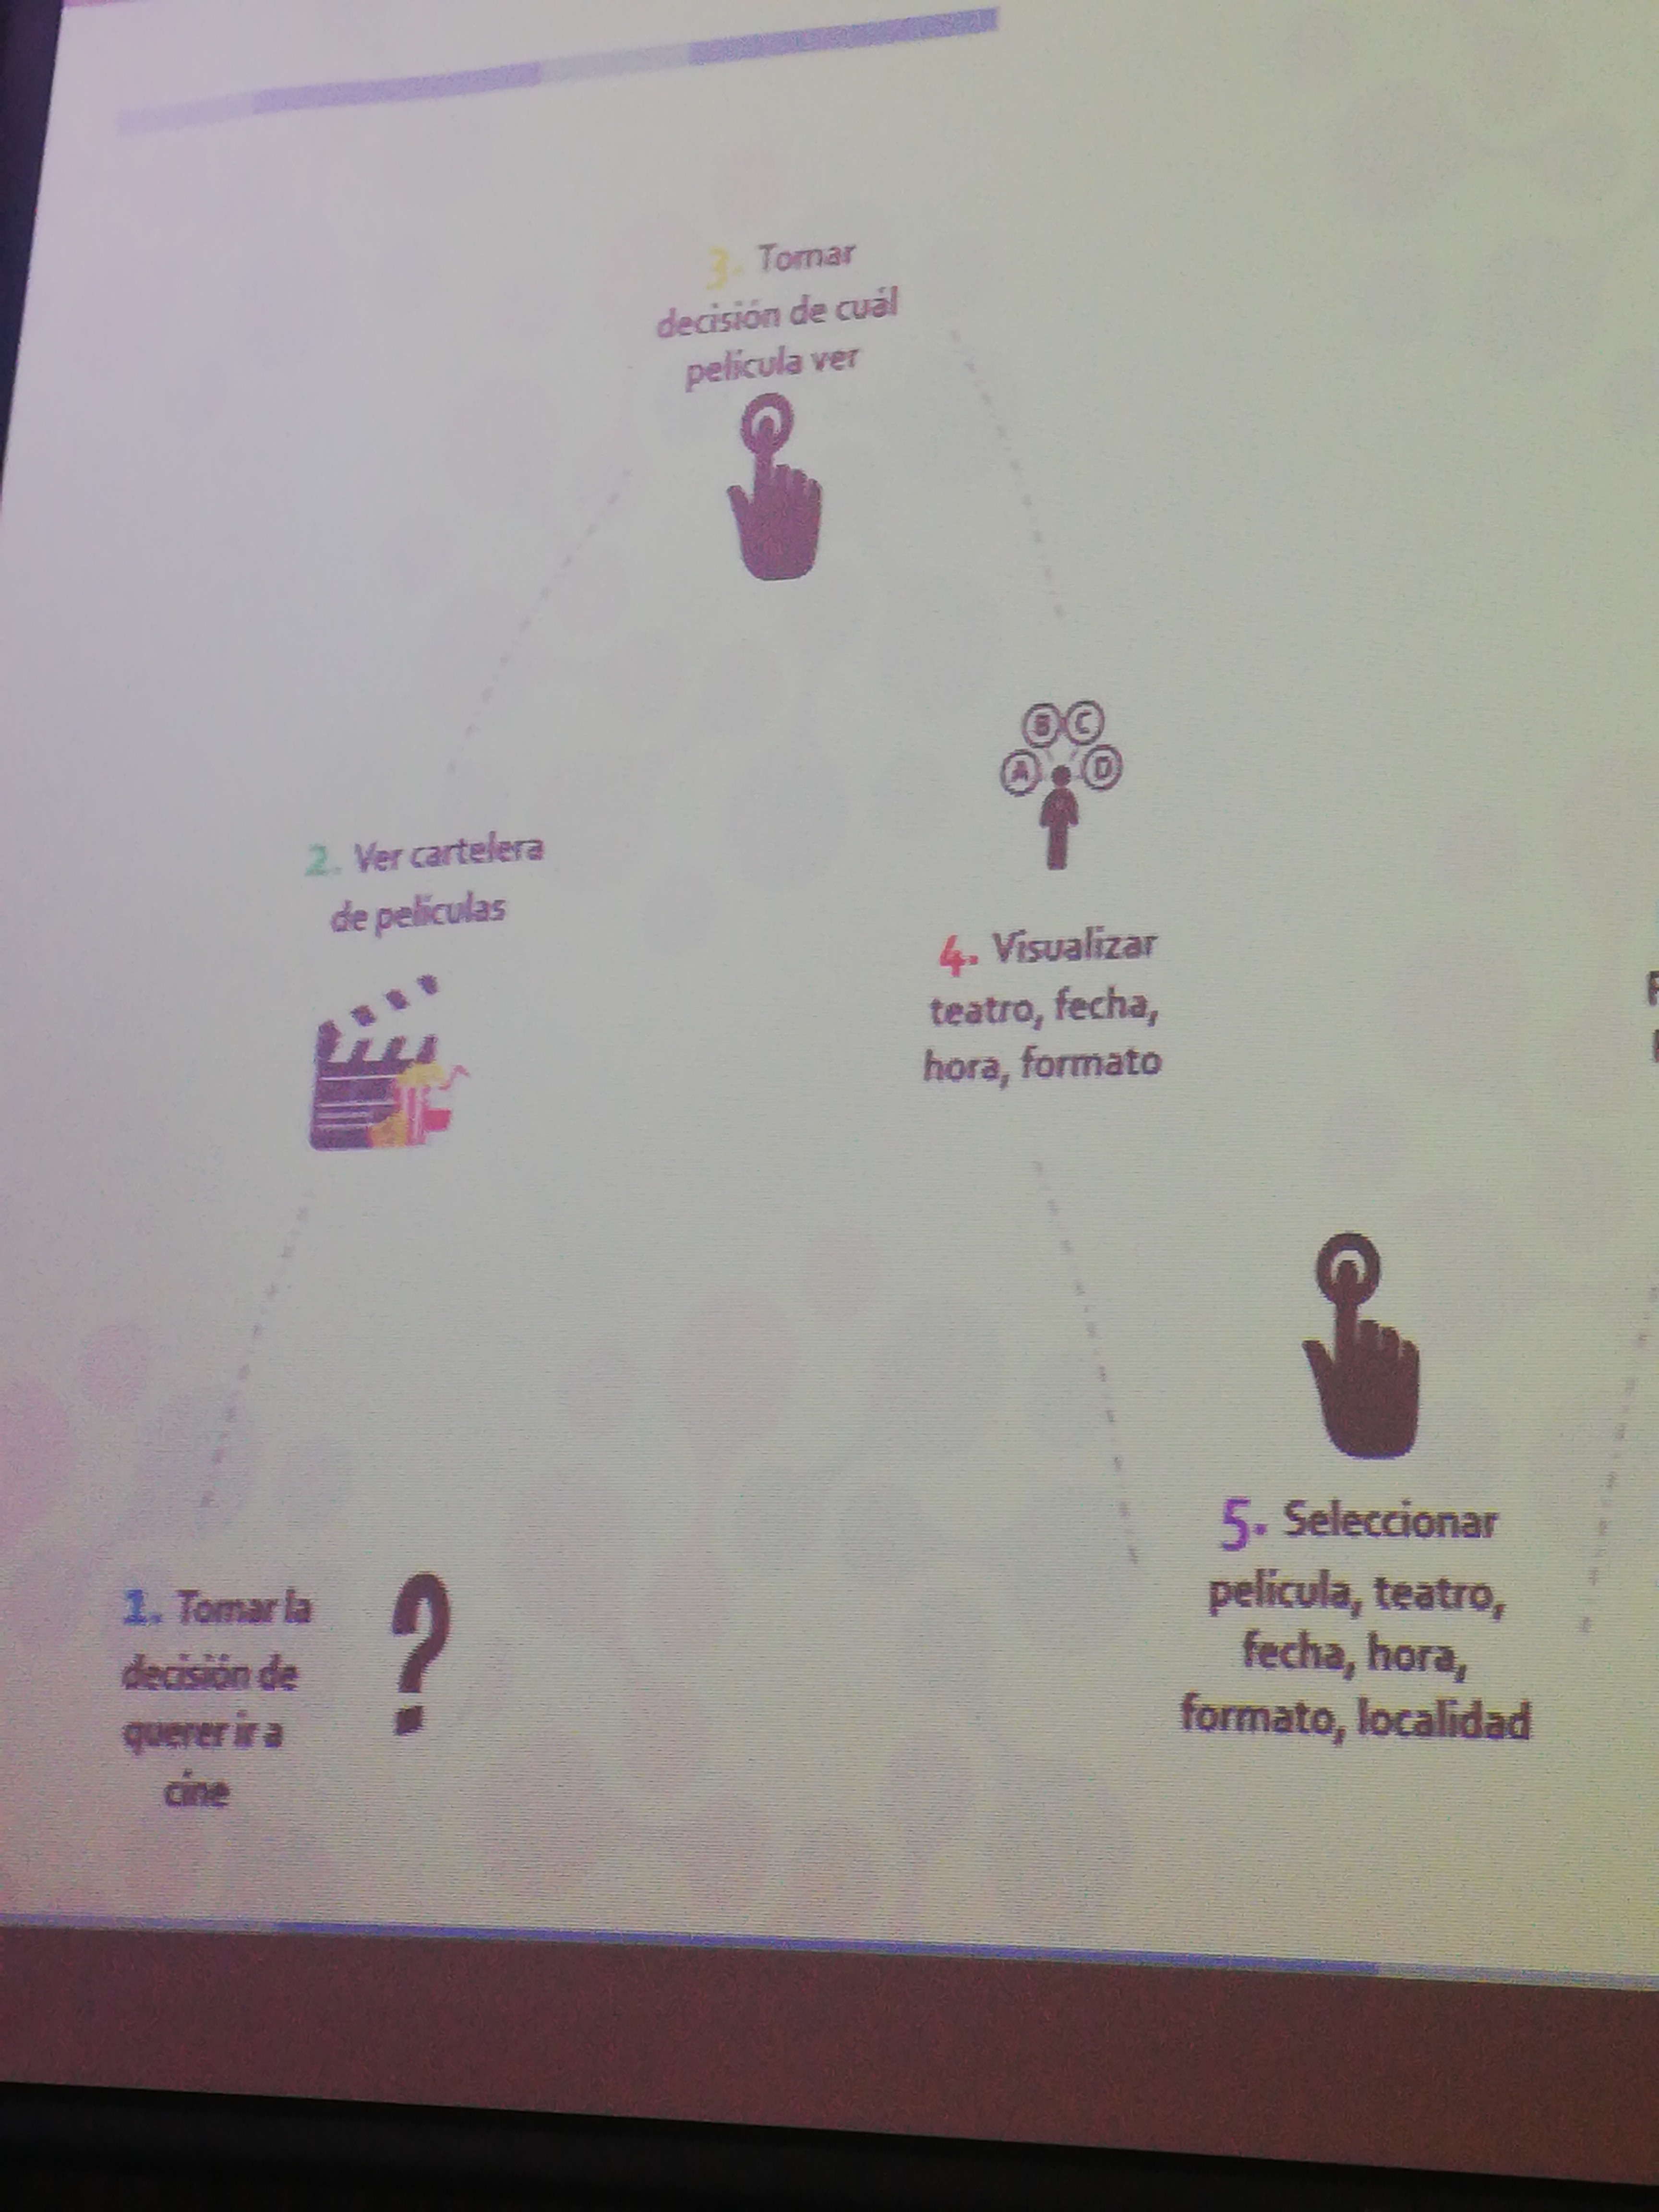 3. Tomar
decisión de cuál
película ver
B C
A D
2. Ver cartelera
de películas
4. Visualizar
teatro, fecha,
hora, formato
5. Seleccionar
película, teatro,
fecha, hora,
formato, localidad
1. Tomar la
decisión de
querer ir a
cine